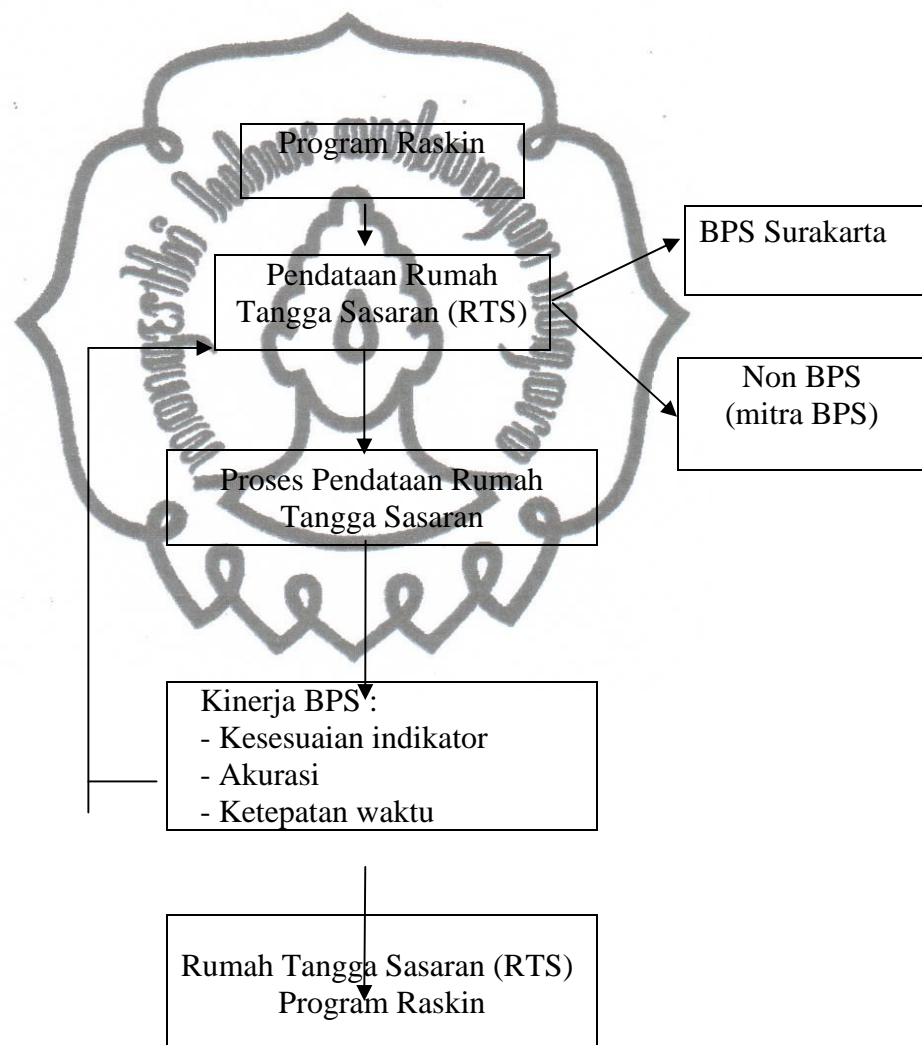 Program Raskin
BPS Surakarta
Pendataan Rumah
Tangga Sasaran (RTS)
Non BPS
(mitra BPS)
Proses Pendataan Rumah
Tangga Sasaran
Kinerja BPS :
- Kesesuaian indikator
- Akurasi
- Ketepatan waktu
Rumah Tangga Sasaran (RTS)
Program Raskin